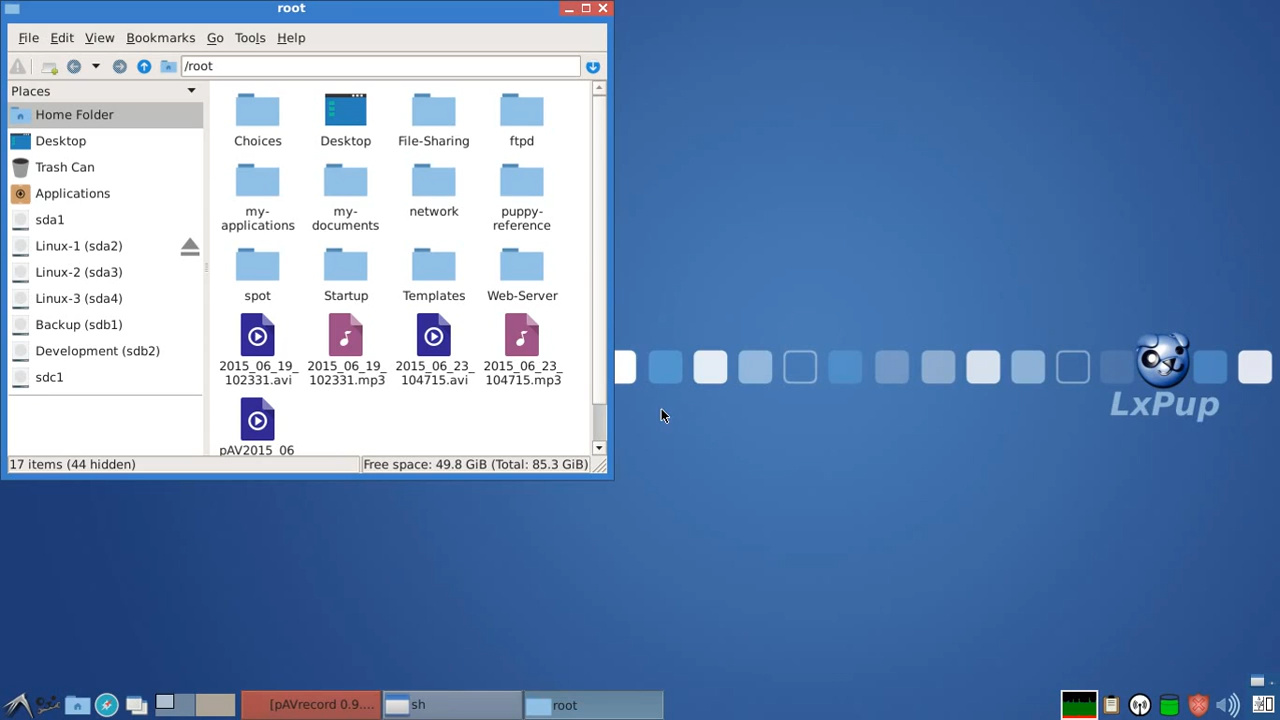 root
File Edit View Bookmarks Go Tools Help
/root
Places
Home Folder
Desktop
Trash Can
Applications
sda1
Linux-1 (sda2)
Linux-2 (sda3)
Linux-3 (sda4)
Backup (sdb1)
Development (sdb2)
sdc1
Choices Desktop File-Sharing ftpd
my- my- network puppy-
applications documents reference
spot Startup Templates Web-Server
2015_06_19_ 2015_06_19_ 2015_06_23_ 2015_06_23_
102331.avi 102331.mp3 104715.avi 104715.mp3
pAV2015_06
17 items (44 hidden) Free space: 49.8 GiB (Total: 85.3 GiB)
LxPup
[pAVrecord 0.9.... sh root